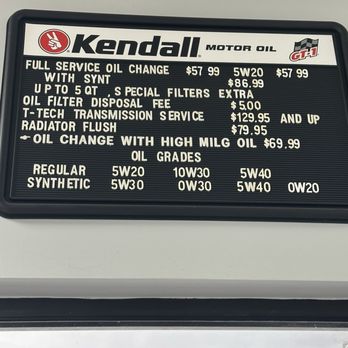 Kendall MOTOR OIL GT-1
FULL SERVICE OIL CHANGE $57 99 5W20 $57 99
WITH SYNT $86.99
UP TO 5 QT , SPECIAL FILTERS EXTRA
OIL FILTER DISPOSAL FEE $5.00
T-TECH TRANSMISSION SERVICE $129.95 AND UP
RADIATOR FLUSH $79.95
OIL CHANGE WITH HIGH MILG OIL $69.99
OIL GRADES
REGULAR 5W20 10W30 5W40
SYNTHETIC 5W30 0W30 5W40 0W20